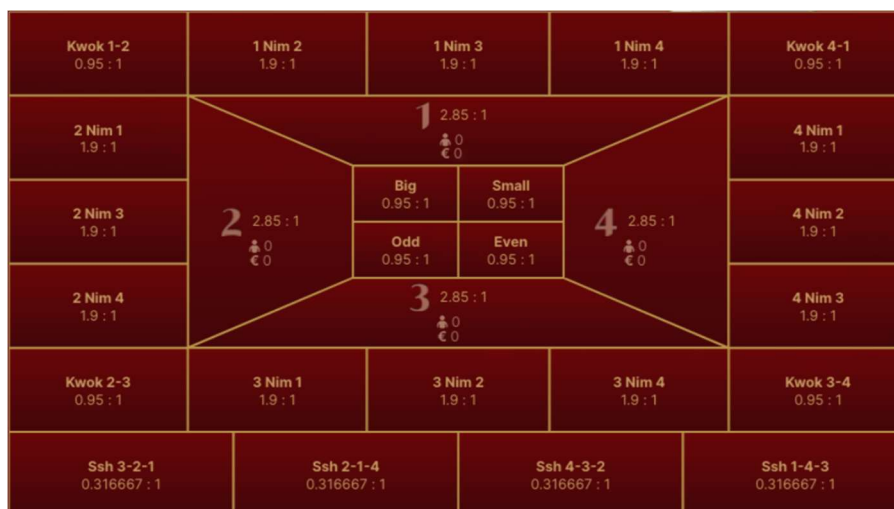 Kwok 1-2
0.95 : 1
1 Nim 2
1.9 : 1
1 Nim 3
1.9 : 1
1 Nim 4
1.9 : 1
Kwok 4-1
0.95 : 1
2 Nim 1
1.9 : 1
1 2.85 : 1
0
€ 0
4 Nim 1
1.9 : 1
2 Nim 3
1.9 : 1
2 2.85 : 1
0
€ 0
Big
0.95 : 1
Small
0.95 : 1
Odd
0.95 : 1
Even
0.95 : 1
4 2.85 : 1
0
€ 0
4 Nim 2
1.9 : 1
2 Nim 4
1.9 : 1
3 2.85 : 1
0
€ 0
4 Nim 3
1.9 : 1
Kwok 2-3
0.95 : 1
3 Nim 1
1.9 : 1
3 Nim 2
1.9 : 1
3 Nim 4
1.9 : 1
Kwok 3-4
0.95 : 1
Ssh 3-2-1
0.316667 : 1
Ssh 2-1-4
0.316667 : 1
Ssh 4-3-2
0.316667 : 1
Ssh 1-4-3
0.316667 : 1